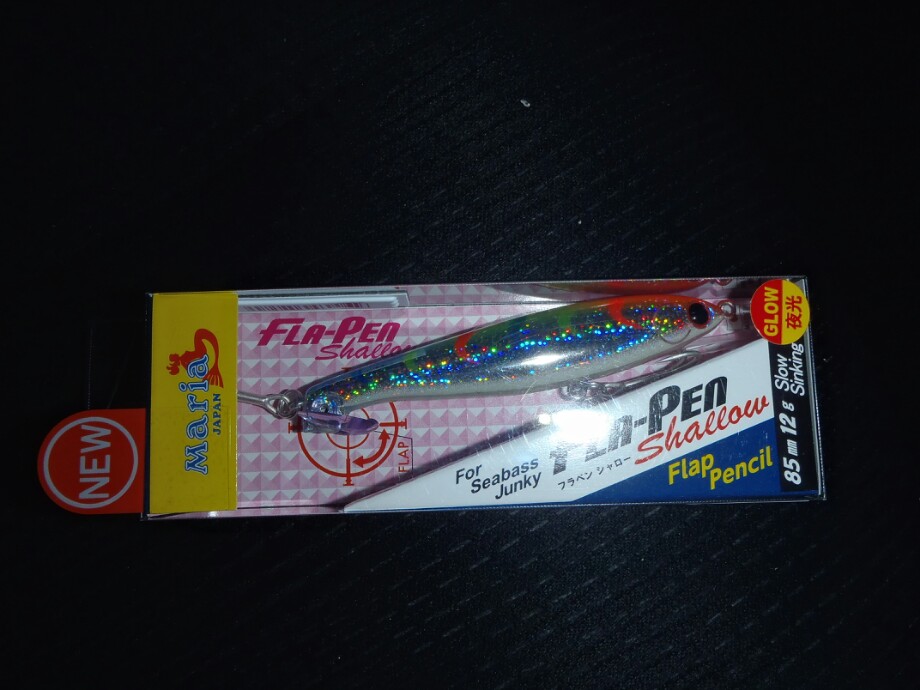 NEW
Maria
JAPAN
FLA-PEN
Shallow
FLAP
GLOW
夜光
For
Seabass
Junky
FLA-PEN
Shallow
フラペン シャロー
Flap
Pencil
85mm 12g
Slow
Sinking